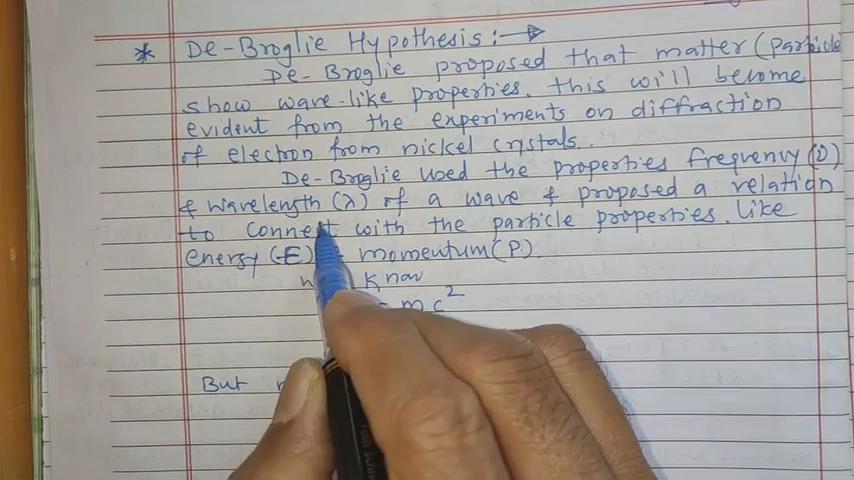 * De-Broglie Hypothesis :→
De-Broglie proposed that matter (particle
show wave-like properties. this will become
evident from the experiments on diffraction
of electron from nickel crystals.
De-Broglie used the properties frequency (υ)
& wavelength (λ) of a wave & proposed a relation
to connect with the particle properties. like
energy (E) momentum (P).
know
= mc²
But